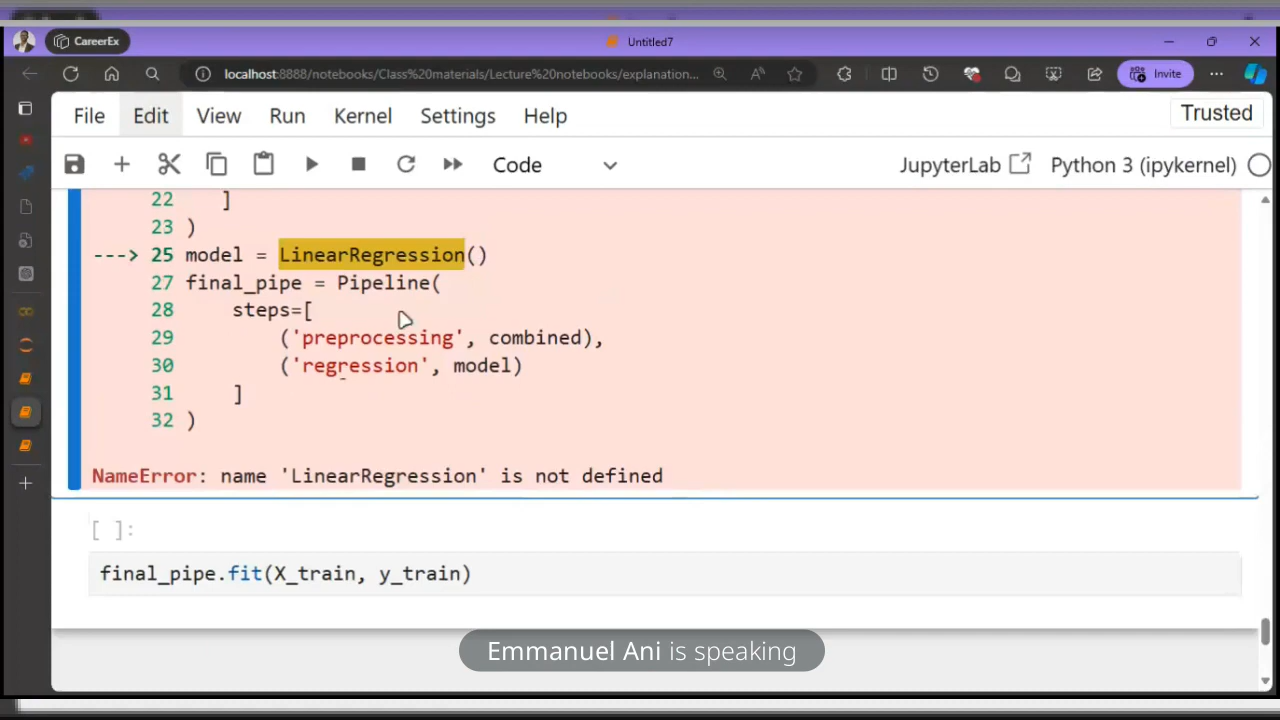 CareerEx
Untitled7
localhost:8888/notebooks/Class%20materials/Lecture%20notebooks/explanation...
Invite
File Edit View Run Kernel Settings Help
Trusted
Code
JupyterLab
Python 3 (ipykernel)
22 ]
23 )
---> 25 model = LinearRegression()
27 final_pipe = Pipeline(
28 steps=[
29 ('preprocessing', combined),
30 ('regression', model)
31 ]
32 )
NameError: name 'LinearRegression' is not defined
[ ]:
final_pipe.fit(X_train, y_train)
Emmanuel Ani is speaking